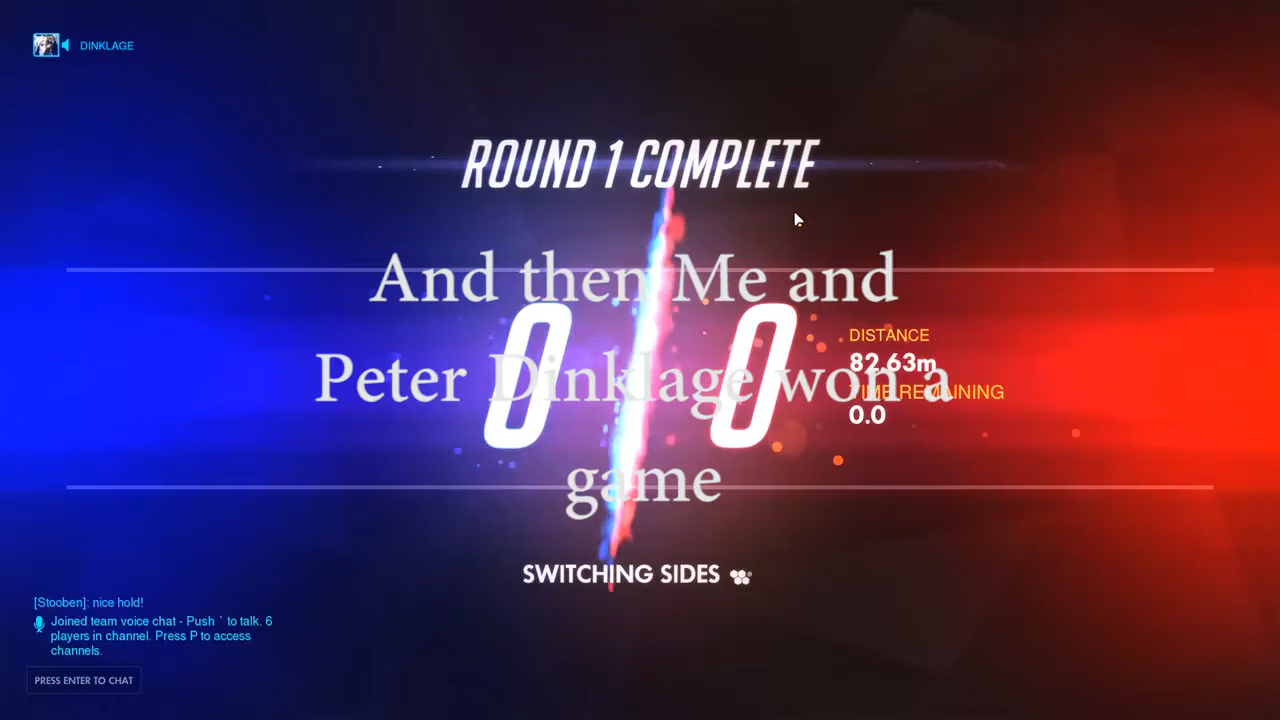 DINKLAGE
ROUND 1 COMPLETE
And then Me and
Peter Dinklage won a
game
0 0
DISTANCE
82.63m
TIME REMAINING
0.0
SWITCHING SIDES
[Stooben]: nice hold!
Joined team voice chat - Push ` to talk. 6
players in channel. Press P to access
channels.
PRESS ENTER TO CHAT